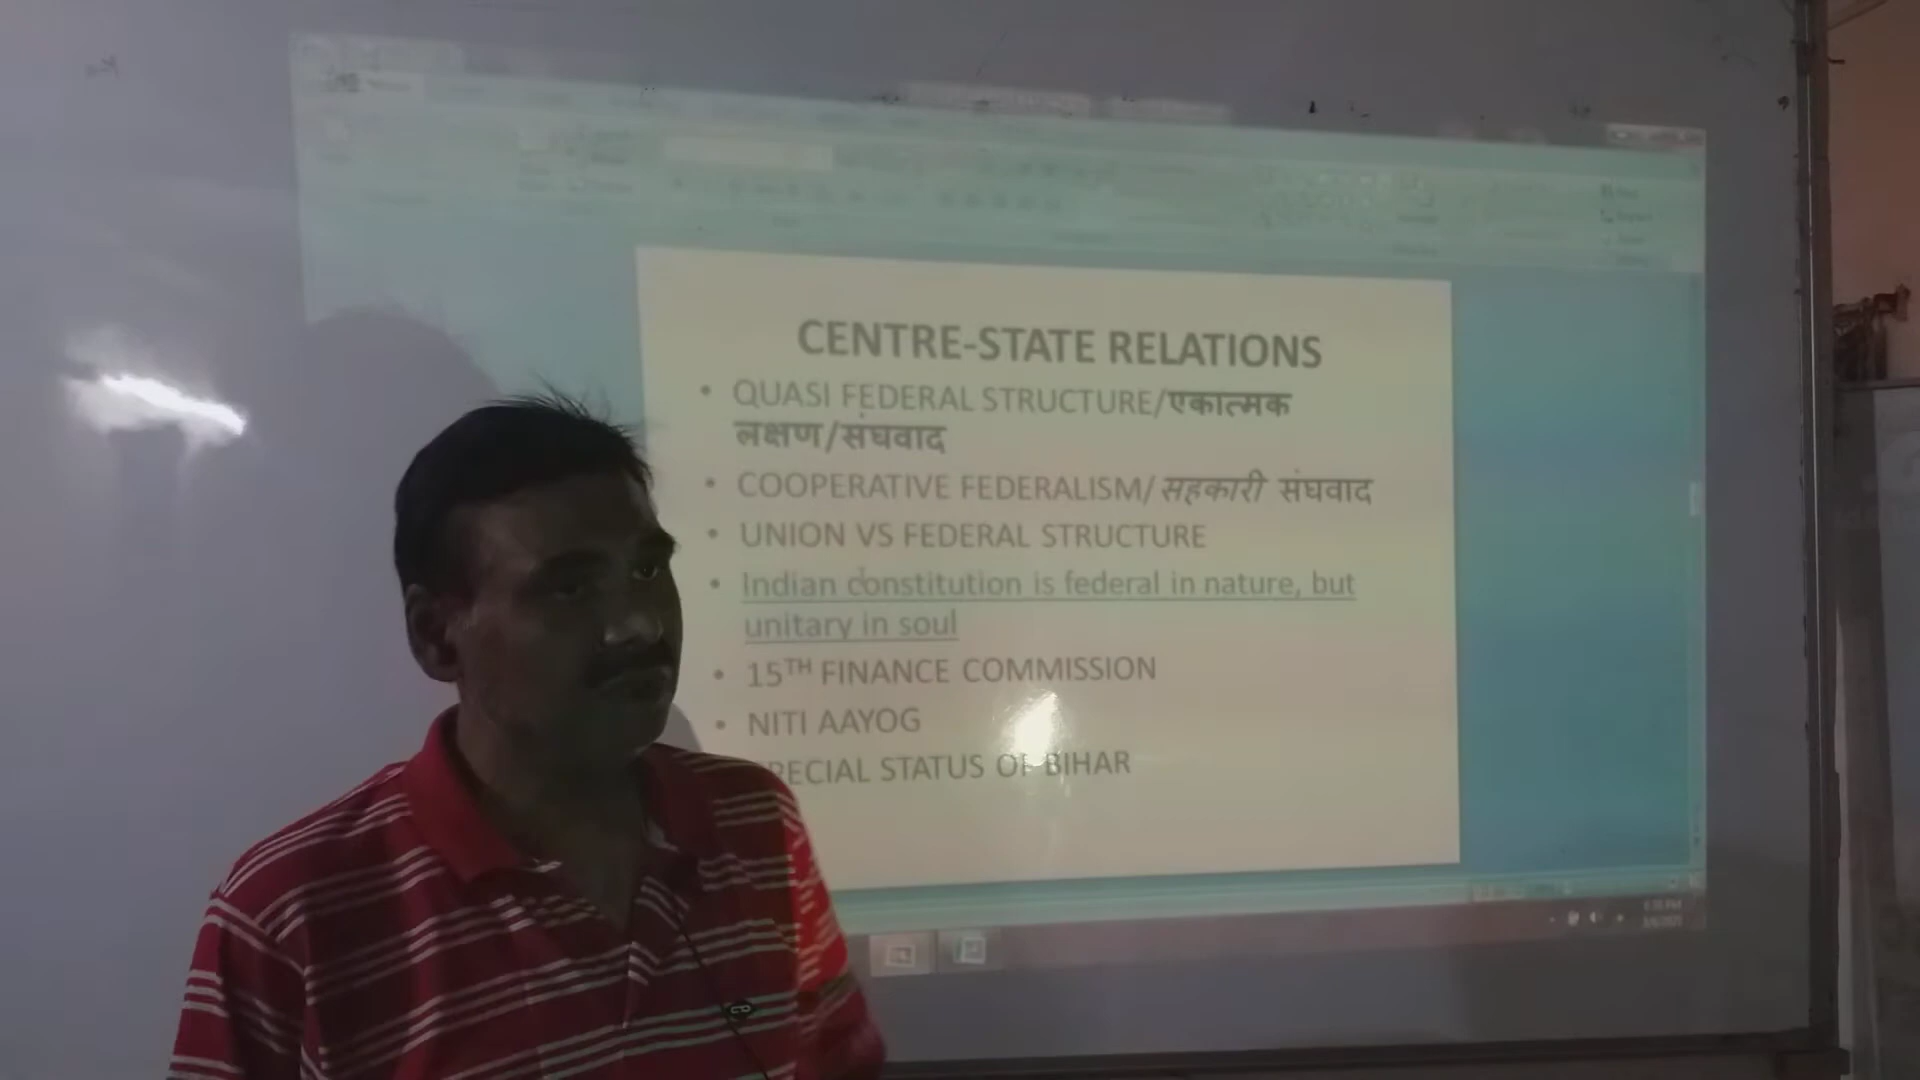 CENTRE-STATE RELATIONS
• QUASI FEDERAL STRUCTURE/एकात्मक
लक्षण/संघवाद
• COOPERATIVE FEDERALISM/सहकारी संघवाद
• UNION VS FEDERAL STRUCTURE
• Indian constitution is federal in nature, but
unitary in soul
• 15TH FINANCE COMMISSION
• NITI AAYOG
PECIAL STATUS OF BIHAR